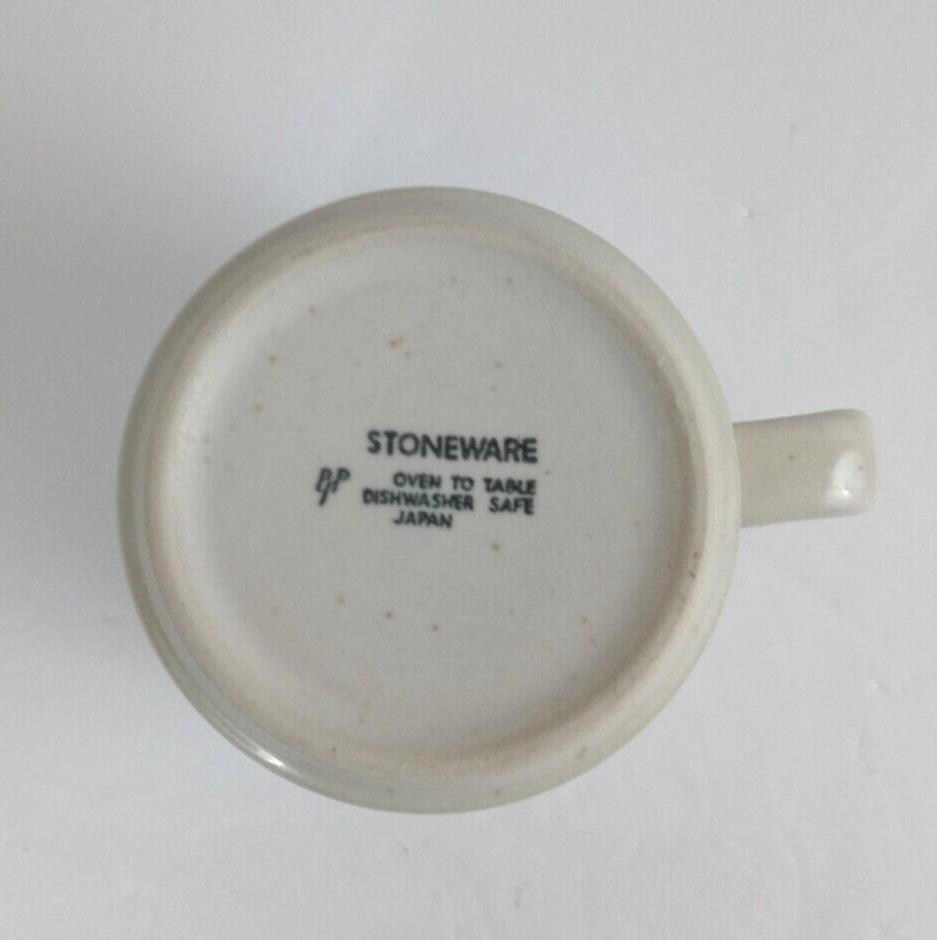 STONEWARE
OVEN TO TABLE
DISHWASHER SAFE
JAPAN